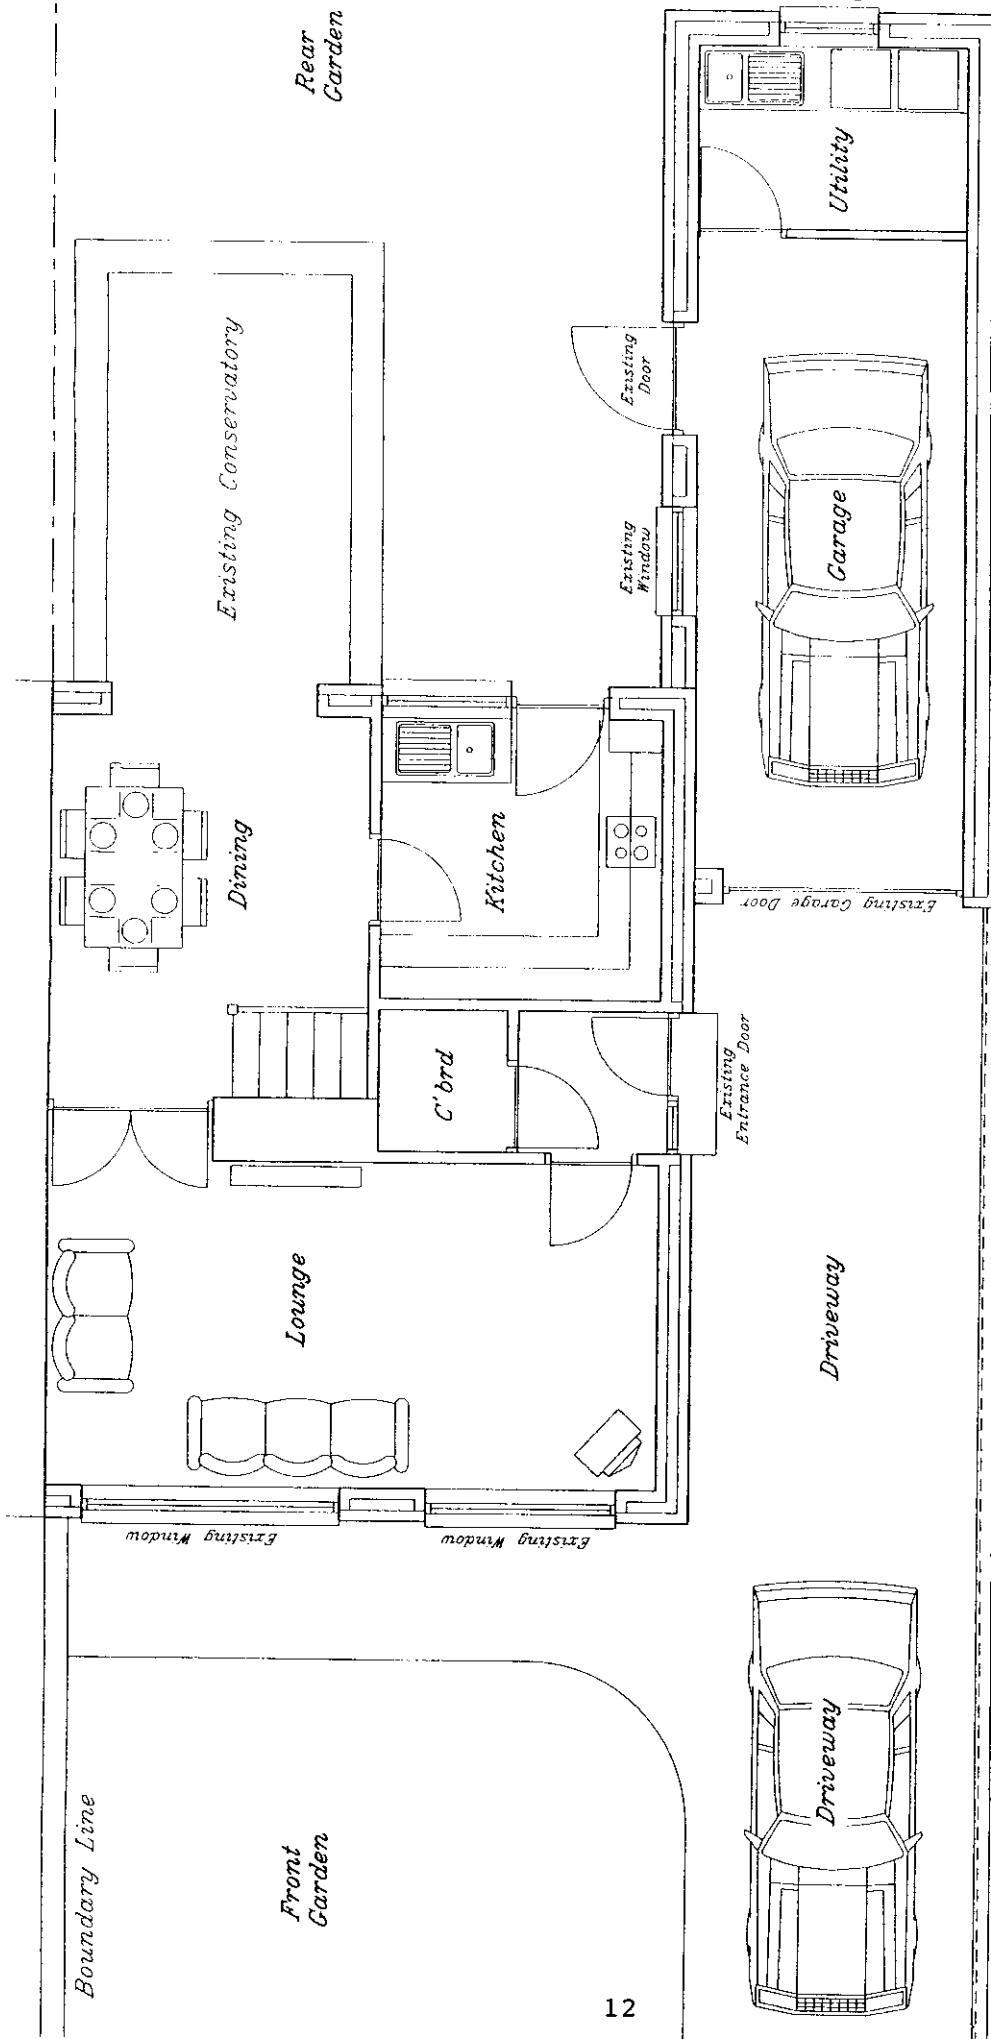 Rear
Garden
Utility
Existing Conservatory
Existing
Door
Existing
Window
Garage
Dining
Kitchen
Existing Garage Door
C'brd
Existing
Entrance Door
Lounge
Driveway
Existing Window
Existing Window
Boundary Line
Front
Garden
Driveway
12